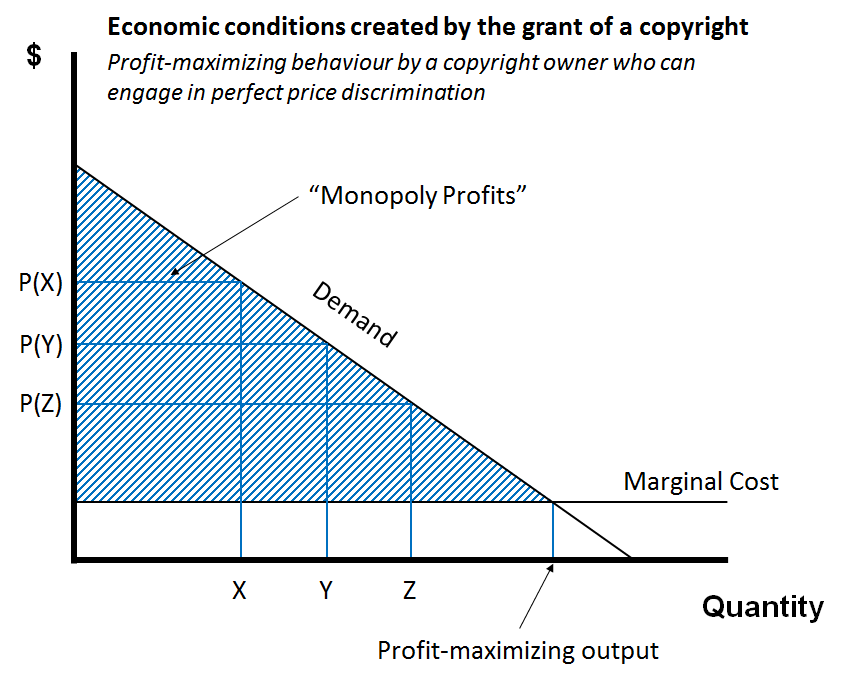 Economic conditions created by the grant of a copyright
Profit-maximizing behaviour by a copyright owner who can
engage in perfect price discrimination
$
“Monopoly Profits”
P(X)
Demand
P(Y)
P(Z)
Marginal Cost
X Y Z
Quantity
Profit-maximizing output